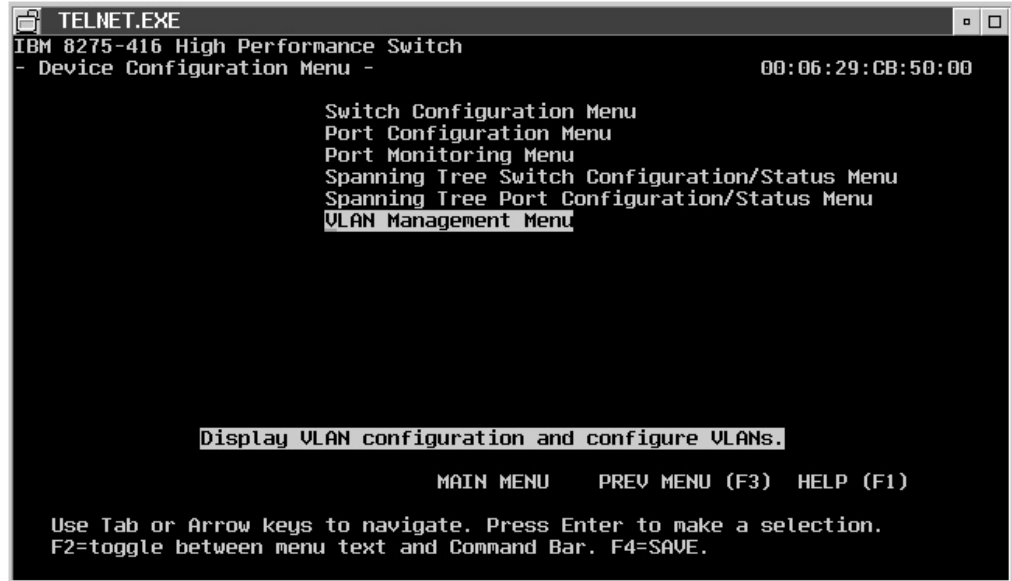 TELNET.EXE
IBM 8275-416 High Performance Switch
- Device Configuration Menu - 00:06:29:CB:50:00
Switch Configuration Menu
Port Configuration Menu
Port Monitoring Menu
Spanning Tree Switch Configuration/Status Menu
Spanning Tree Port Configuration/Status Menu
VLAN Management Menu
Display VLAN configuration and configure VLANs.
MAIN MENU PREV MENU (F3) HELP (F1)
Use Tab or Arrow keys to navigate. Press Enter to make a selection.
F2=toggle between menu text and Command Bar. F4=SAVE.